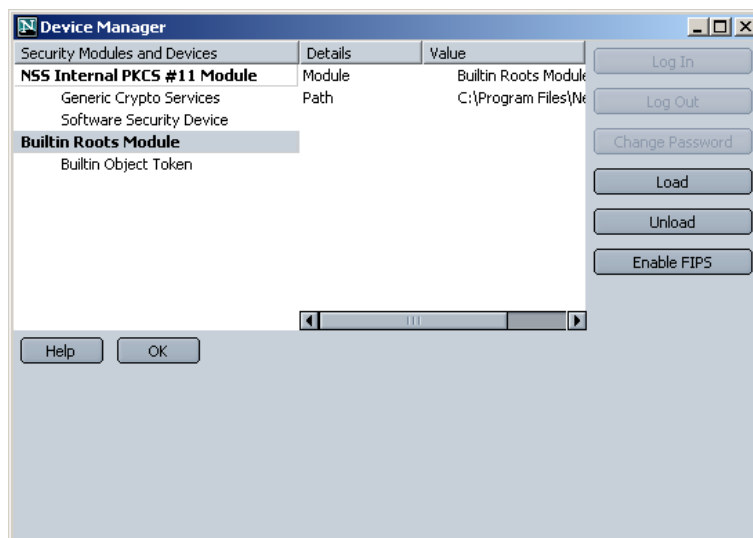 N Device Manager
Security Modules and Devices Details Value
NSS Internal PKCS #11 Module Module Builtin Roots Module
Generic Crypto Services Path C:\Program Files\Ne
Software Security Device
Builtin Roots Module
Builtin Object Token
Log In
Log Out
Change Password
Load
Unload
Enable FIPS
Help OK